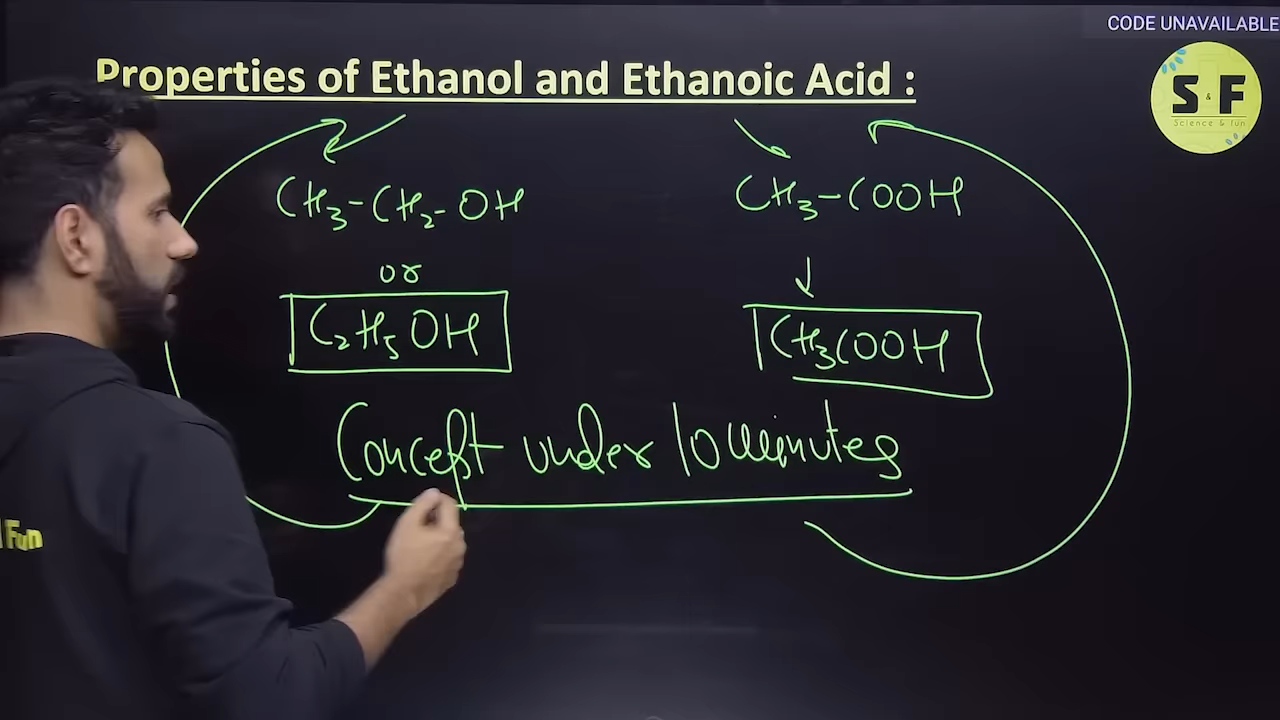 CODE UNAVAILABLE
Properties of Ethanol and Ethanoic Acid :
S & F
Science & fun
CH₃-CH₂-OH
CH₃-COOH
or
C₂H₅OH
CH₃COOH
Concept under 10 minutes
Fun